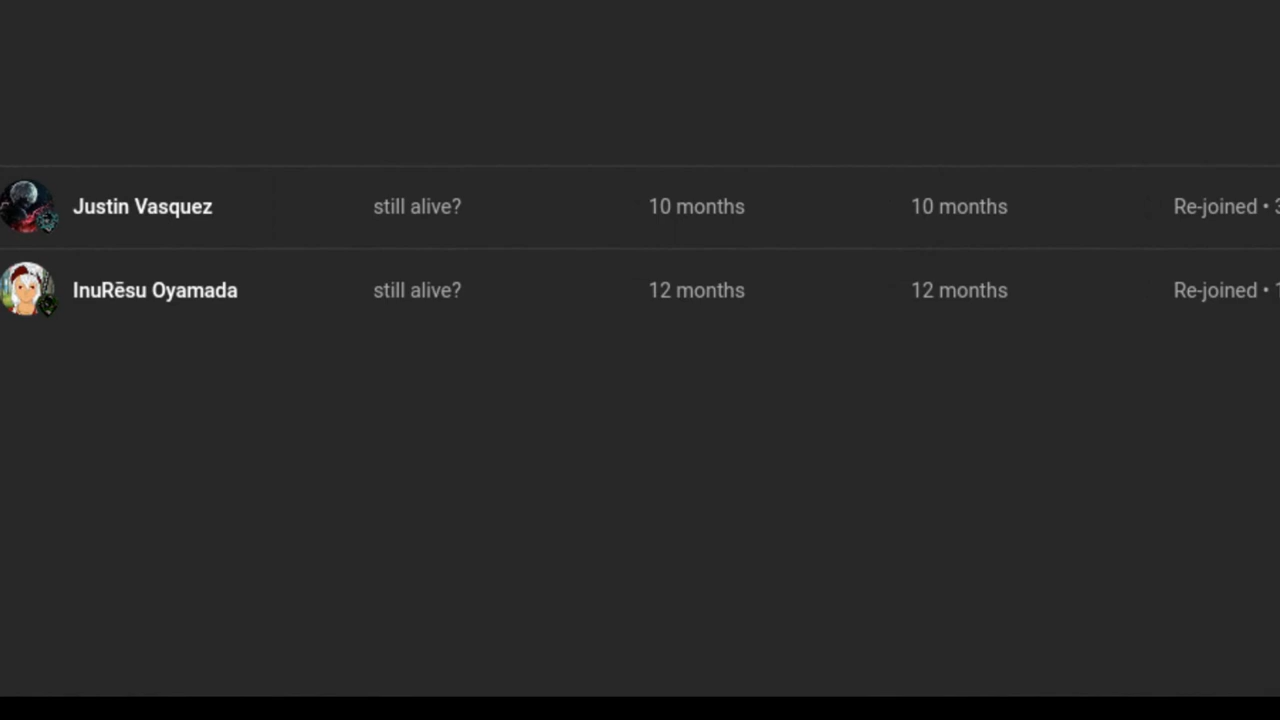 Justin Vasquez still alive? 10 months 10 months Re-joined •
InuRēsu Oyamada still alive? 12 months 12 months Re-joined •